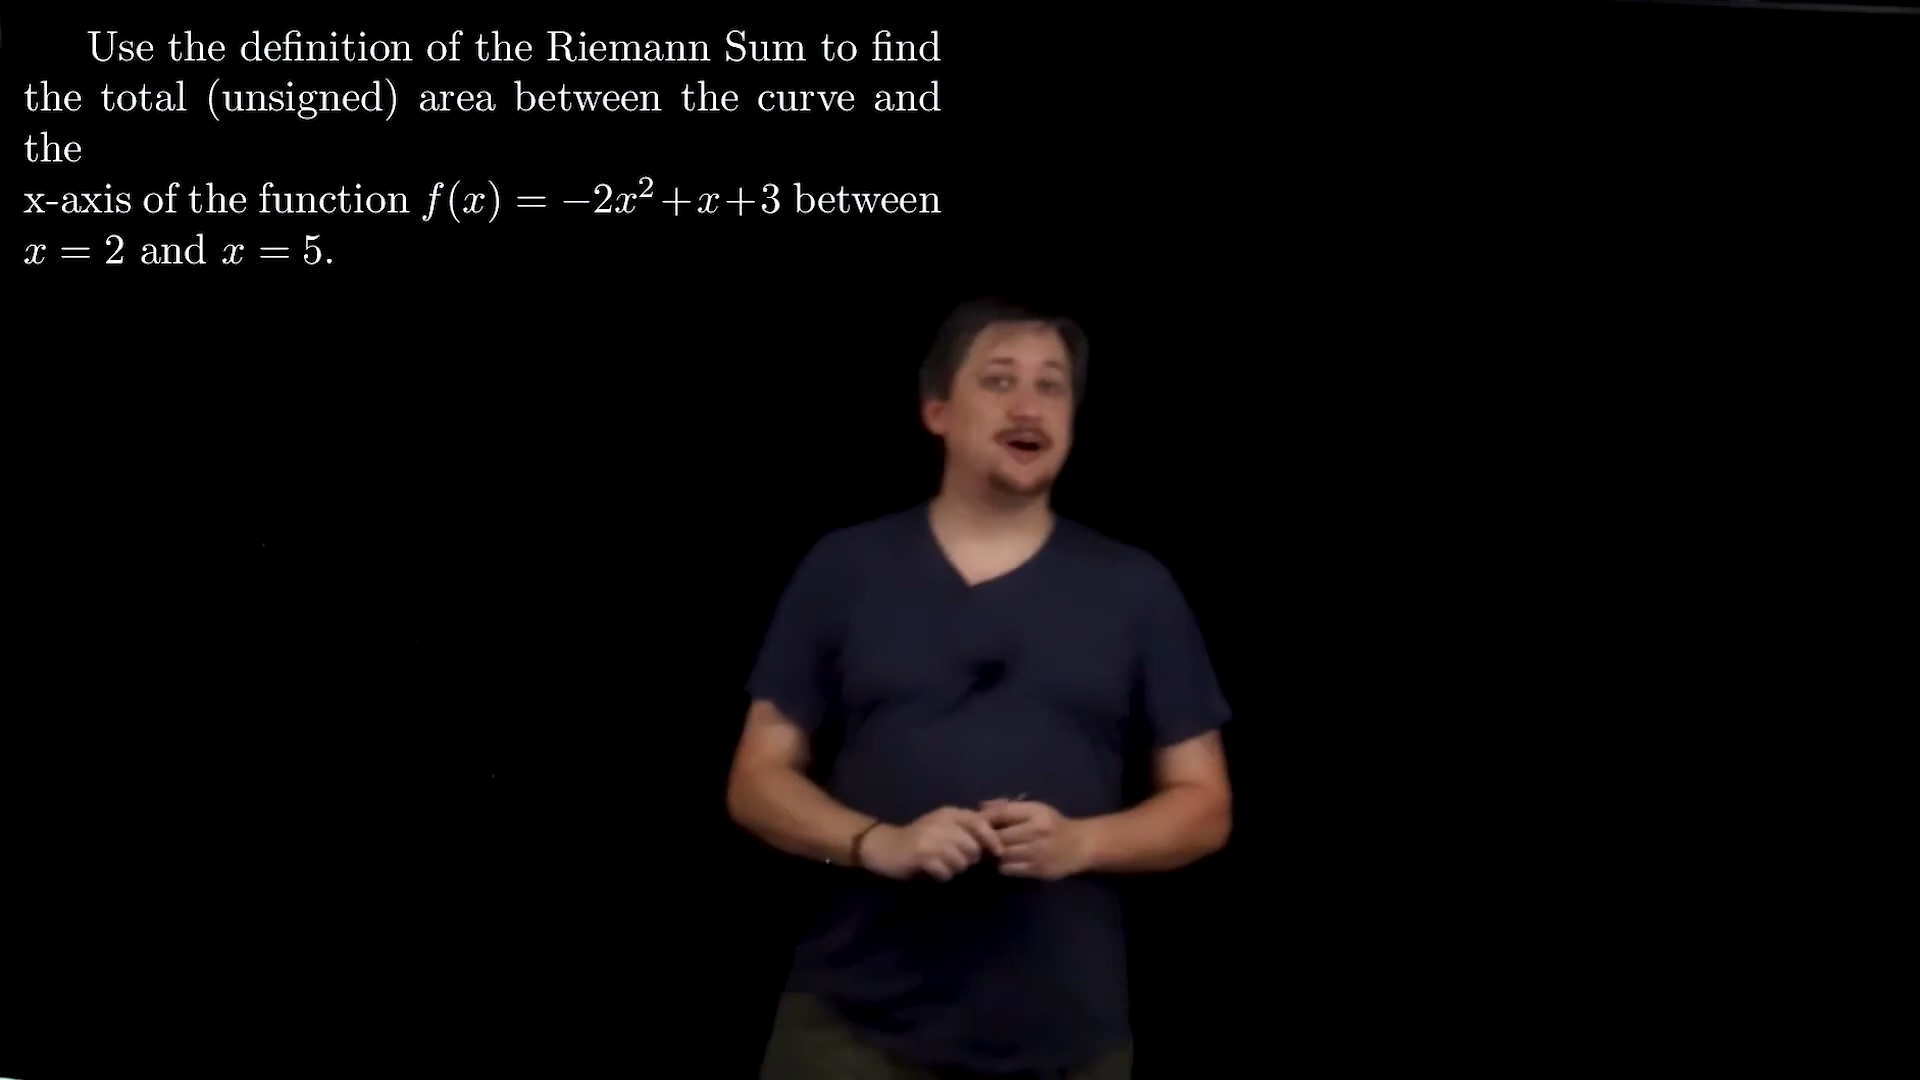 Use the definition of the Riemann Sum to find
the total (unsigned) area between the curve and
the
x-axis of the function f(x) = −2x²+x+3 between
x = 2 and x = 5.